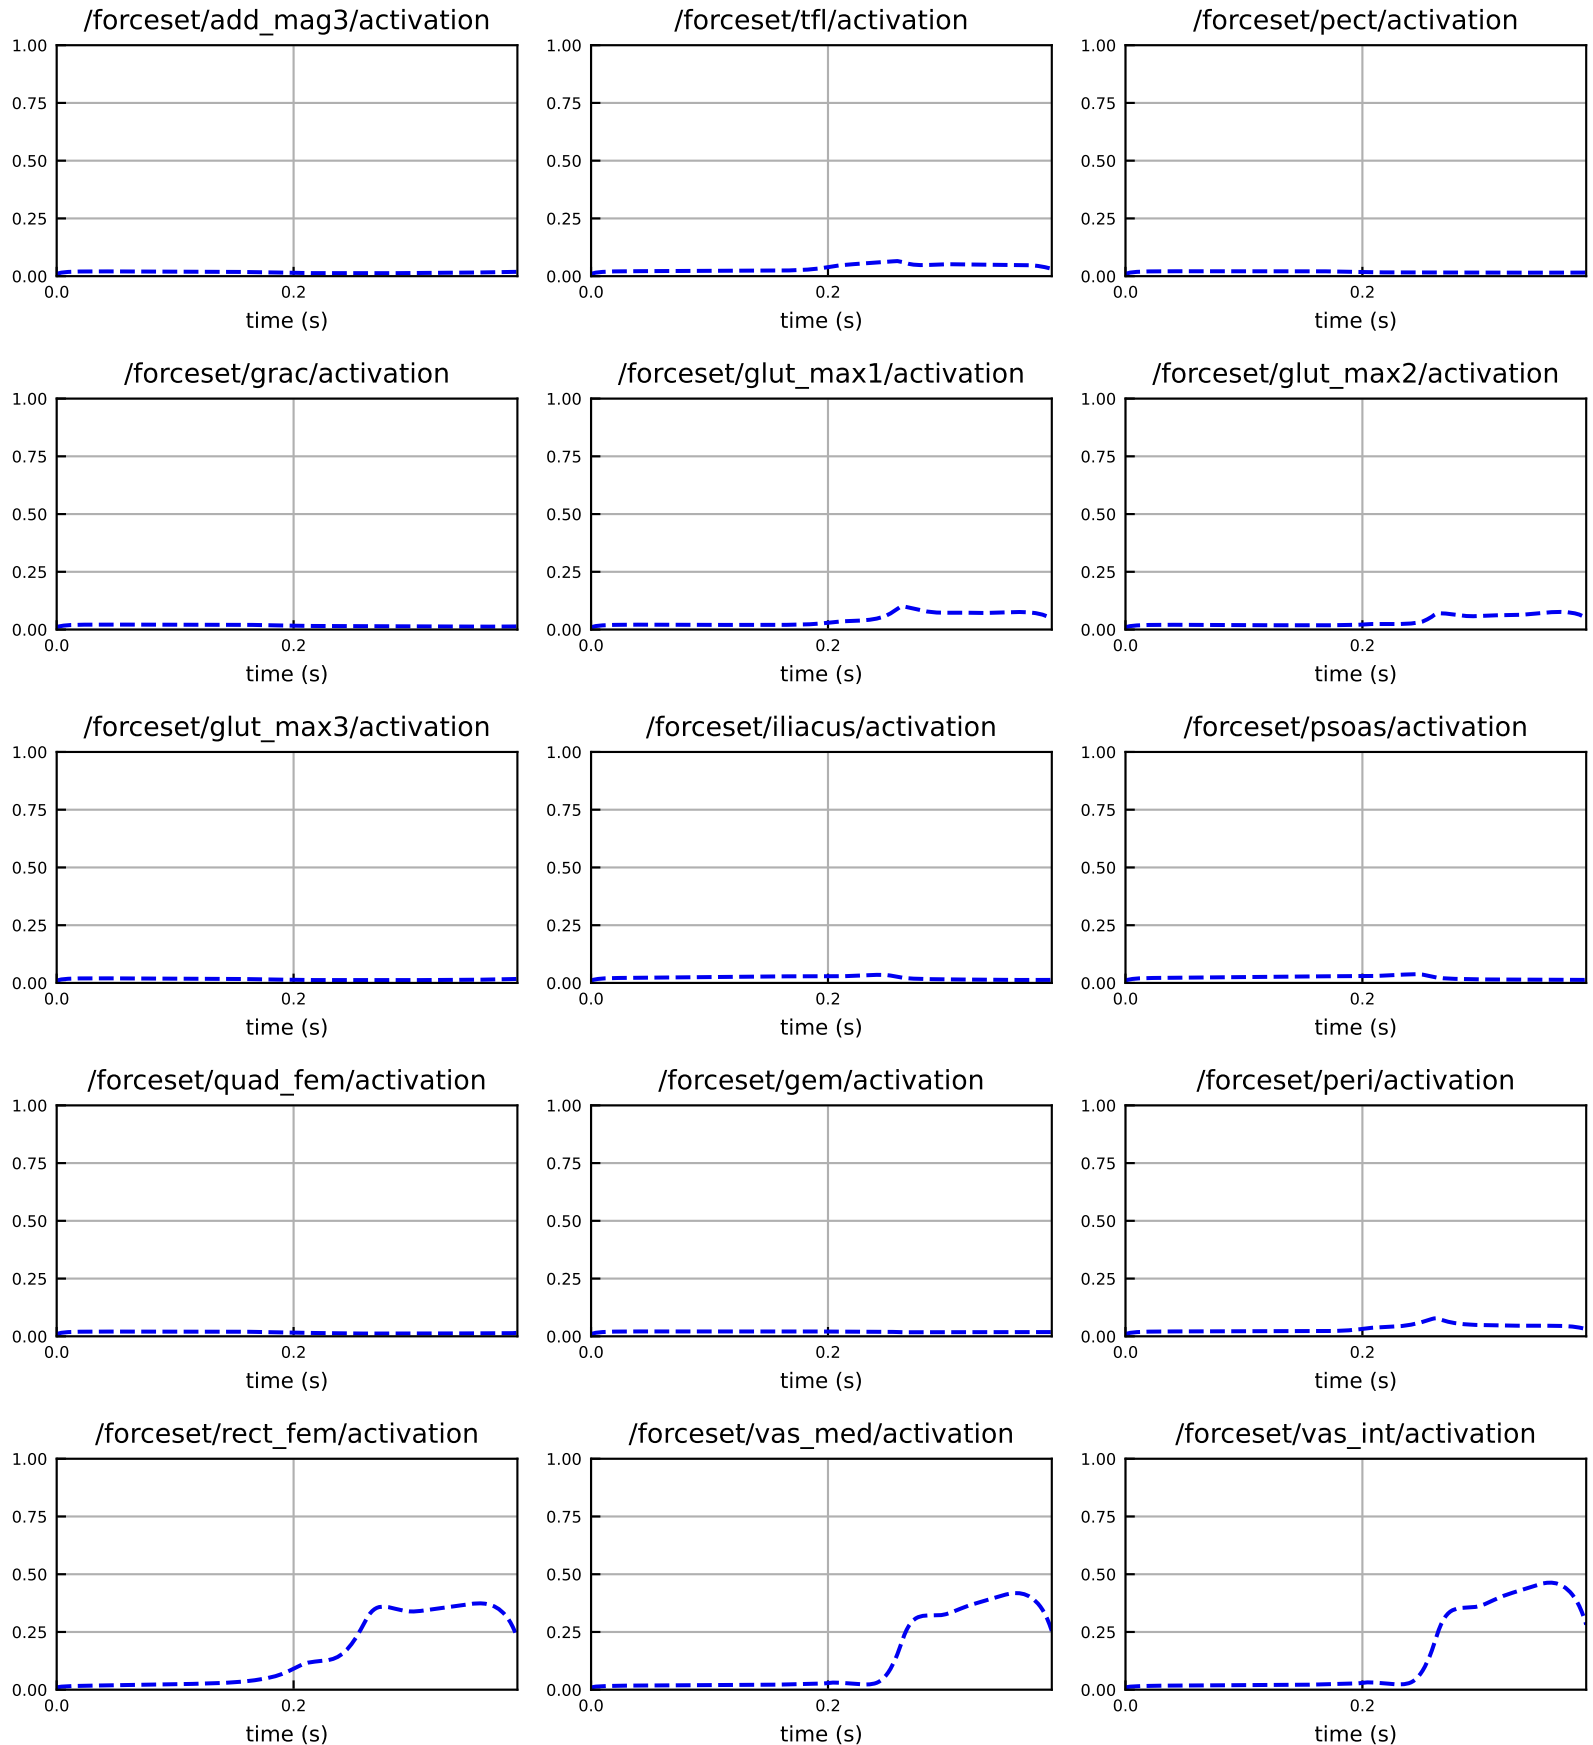 /forceset/add_mag3/activation /forceset/tfl/activation /forceset/pect/activation
1.00 1.00 1.00
0.75 0.75 0.75
0.50 0.50 0.50
0.25 0.25 0.25
0.00 0.00 0.00
0.0 0.2 0.0 0.2 0.0 0.2
time (s) time (s) time (s)
/forceset/grac/activation /forceset/glut_max1/activation /forceset/glut_max2/activation
1.00 1.00 1.00
0.75 0.75 0.75
0.50 0.50 0.50
0.25 0.25 0.25
0.00 0.00 0.00
0.0 0.2 0.0 0.2 0.0 0.2
time (s) time (s) time (s)
/forceset/glut_max3/activation /forceset/iliacus/activation /forceset/psoas/activation
1.00 1.00 1.00
0.75 0.75 0.75
0.50 0.50 0.50
0.25 0.25 0.25
0.00 0.00 0.00
0.0 0.2 0.0 0.2 0.0 0.2
time (s) time (s) time (s)
/forceset/quad_fem/activation /forceset/gem/activation /forceset/peri/activation
1.00 1.00 1.00
0.75 0.75 0.75
0.50 0.50 0.50
0.25 0.25 0.25
0.00 0.00 0.00
0.0 0.2 0.0 0.2 0.0 0.2
time (s) time (s) time (s)
/forceset/rect_fem/activation /forceset/vas_med/activation /forceset/vas_int/activation
1.00 1.00 1.00
0.75 0.75 0.75
0.50 0.50 0.50
0.25 0.25 0.25
0.00 0.00 0.00
0.0 0.2 0.0 0.2 0.0 0.2
time (s) time (s) time (s)